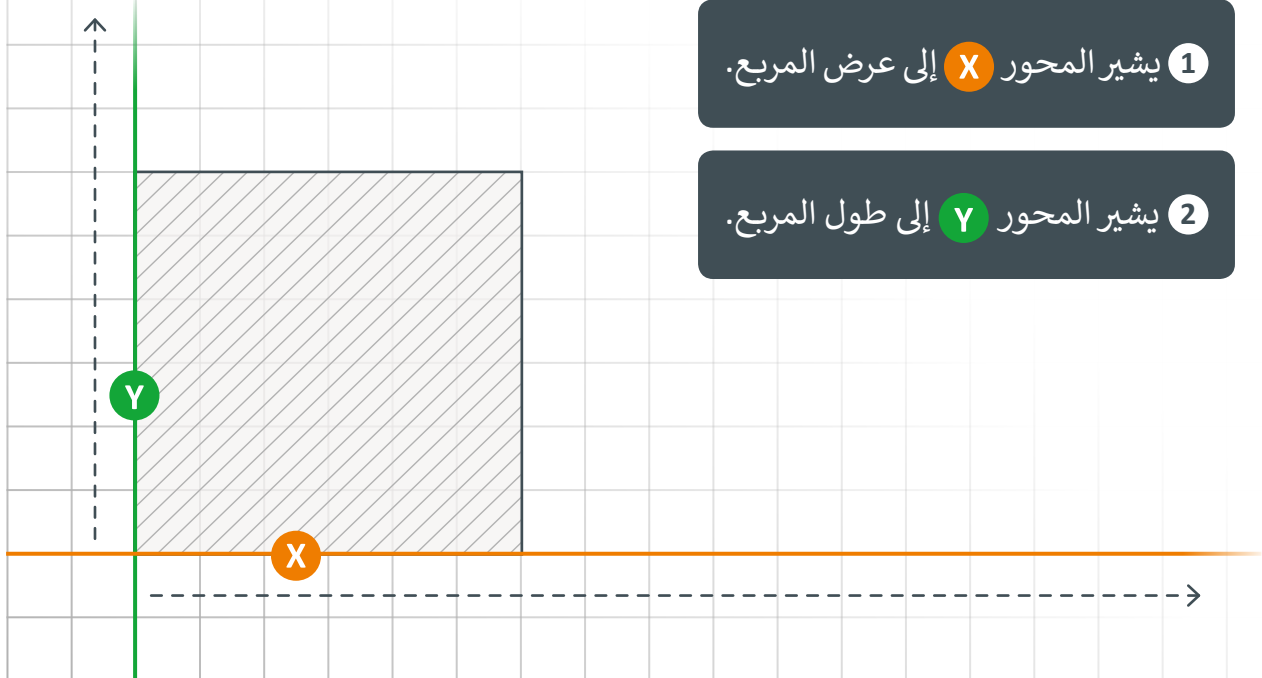 1 يشير المحور X إلى عرض المربع.
2 يشير المحور Y إلى طول المربع.
Y
X